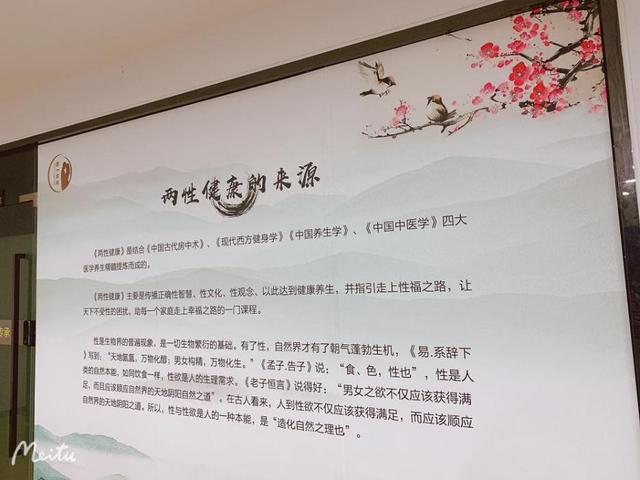 两性健康的来源
《两性健康》是结合《中国古代房中术》、《现代西方健身学》《中国养生学》、《中国中医学》四大
医学养生精髓提炼而成的。
《两性健康》主要是传播正确性智慧、性文化、性观念、以此达到健康养生，并指引走上性福之路，让
天下不受性的困扰、助每一个家庭走上幸福之路的一门课程。
性是生物界的普遍现象，是一切生物繁衍的基础。有了性，自然界才有了朝气蓬勃生机，《易.系辞下
》写到：“天地氤氲，万物化醇；男女构精，万物化生。”《孟子.告子》说：“食、色，性也”，性是人
类的自然本能，如同饮食一样，性欲是人的生理需求。《老子恒言》说得好：“男女之欲不仅应该获得满
足，而且应该顺应自然界的天地阴阳自然之道”。在古人看来，人到性欲不仅应该获得满足，而应该顺应
自然界的天地阴阳之道。所以，性与性欲是人的一种本能，是“造化自然之理也”。
传承
Meitu